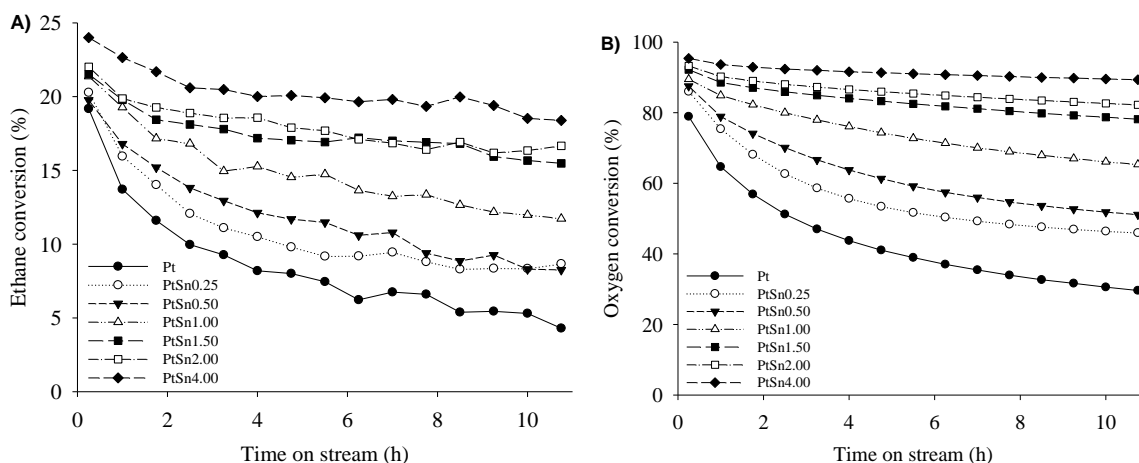 A)
Ethane conversion (%)
25
20
15
10
5
0
Pt
PtSn0.25
PtSn0.50
PtSn1.00
PtSn1.50
PtSn2.00
PtSn4.00
0 2 4 6 8 10
Time on stream (h)
B)
Oxygen conversion (%)
100
80
60
40
20
0
Pt
PtSn0.25
PtSn0.50
PtSn1.00
PtSn1.50
PtSn2.00
PtSn4.00
0 2 4 6 8 10
Time on stream (h)